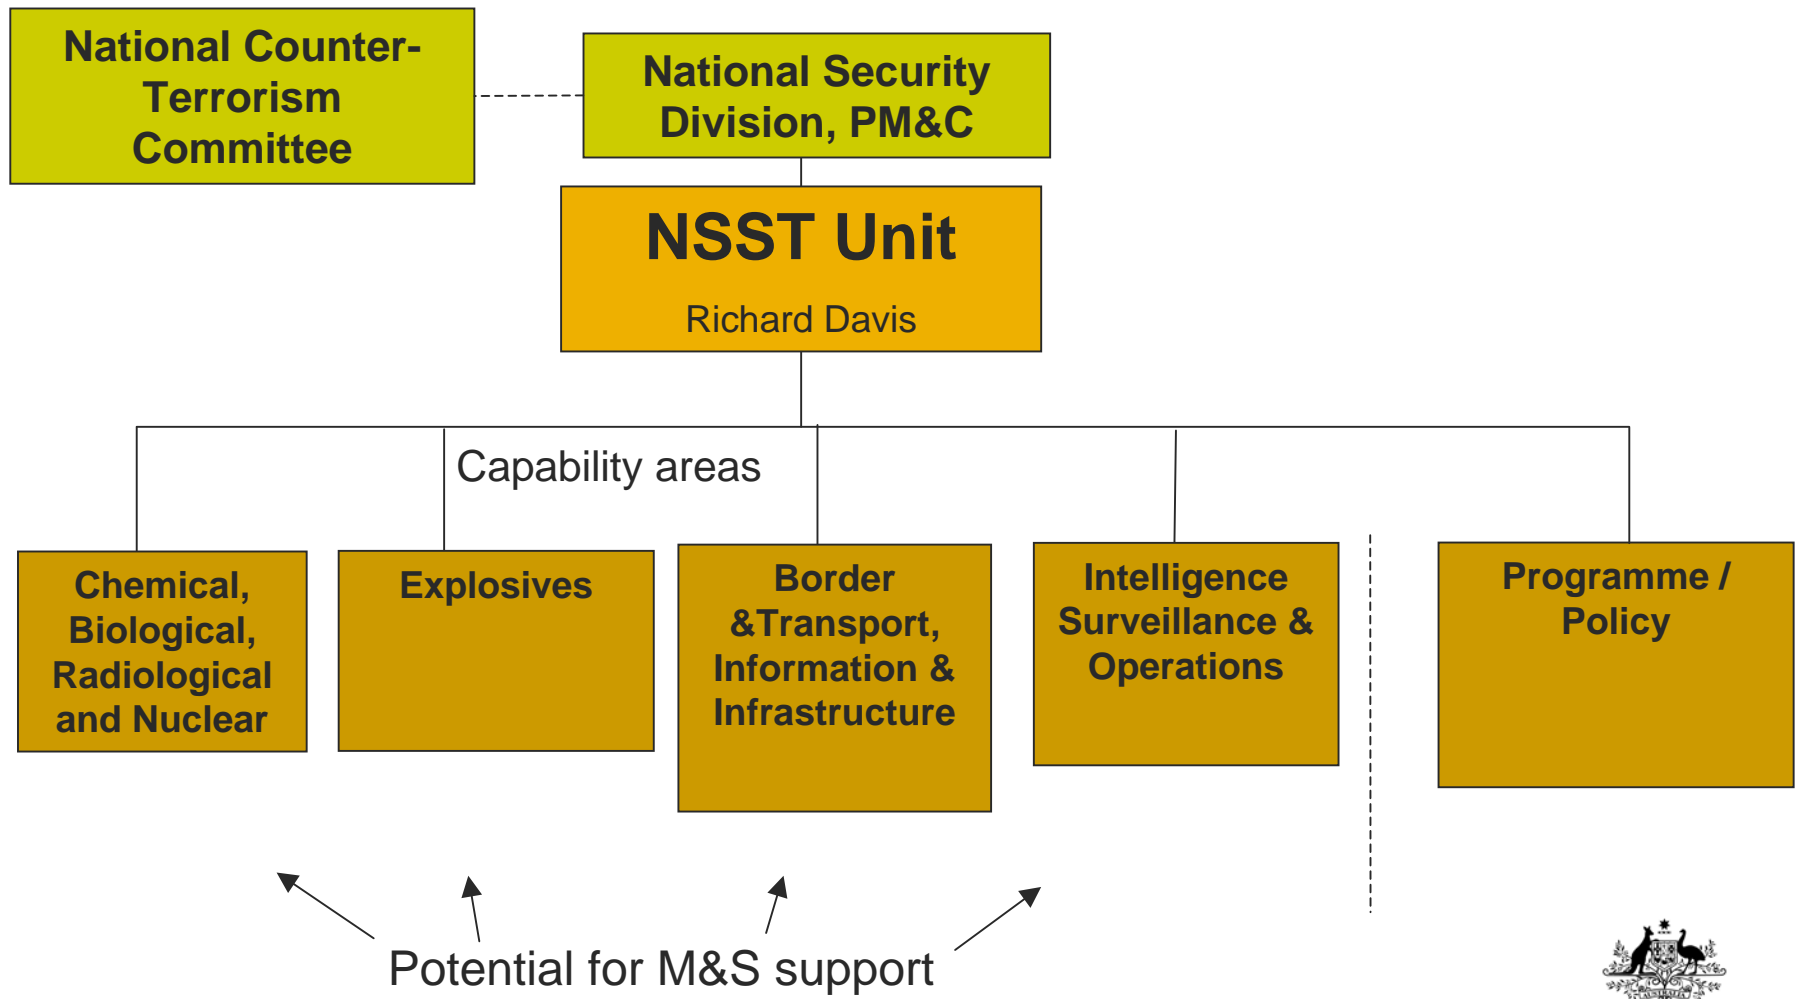 National Counter-
Terrorism
Committee
National Security
Division, PM&C
NSST Unit
Richard Davis
Capability areas
Chemical,
Biological,
Radiological
and Nuclear
Explosives
Border
&Transport,
Information &
Infrastructure
Intelligence
Surveillance &
Operations
Programme /
Policy
Potential for M&S support
AUSTRALIA